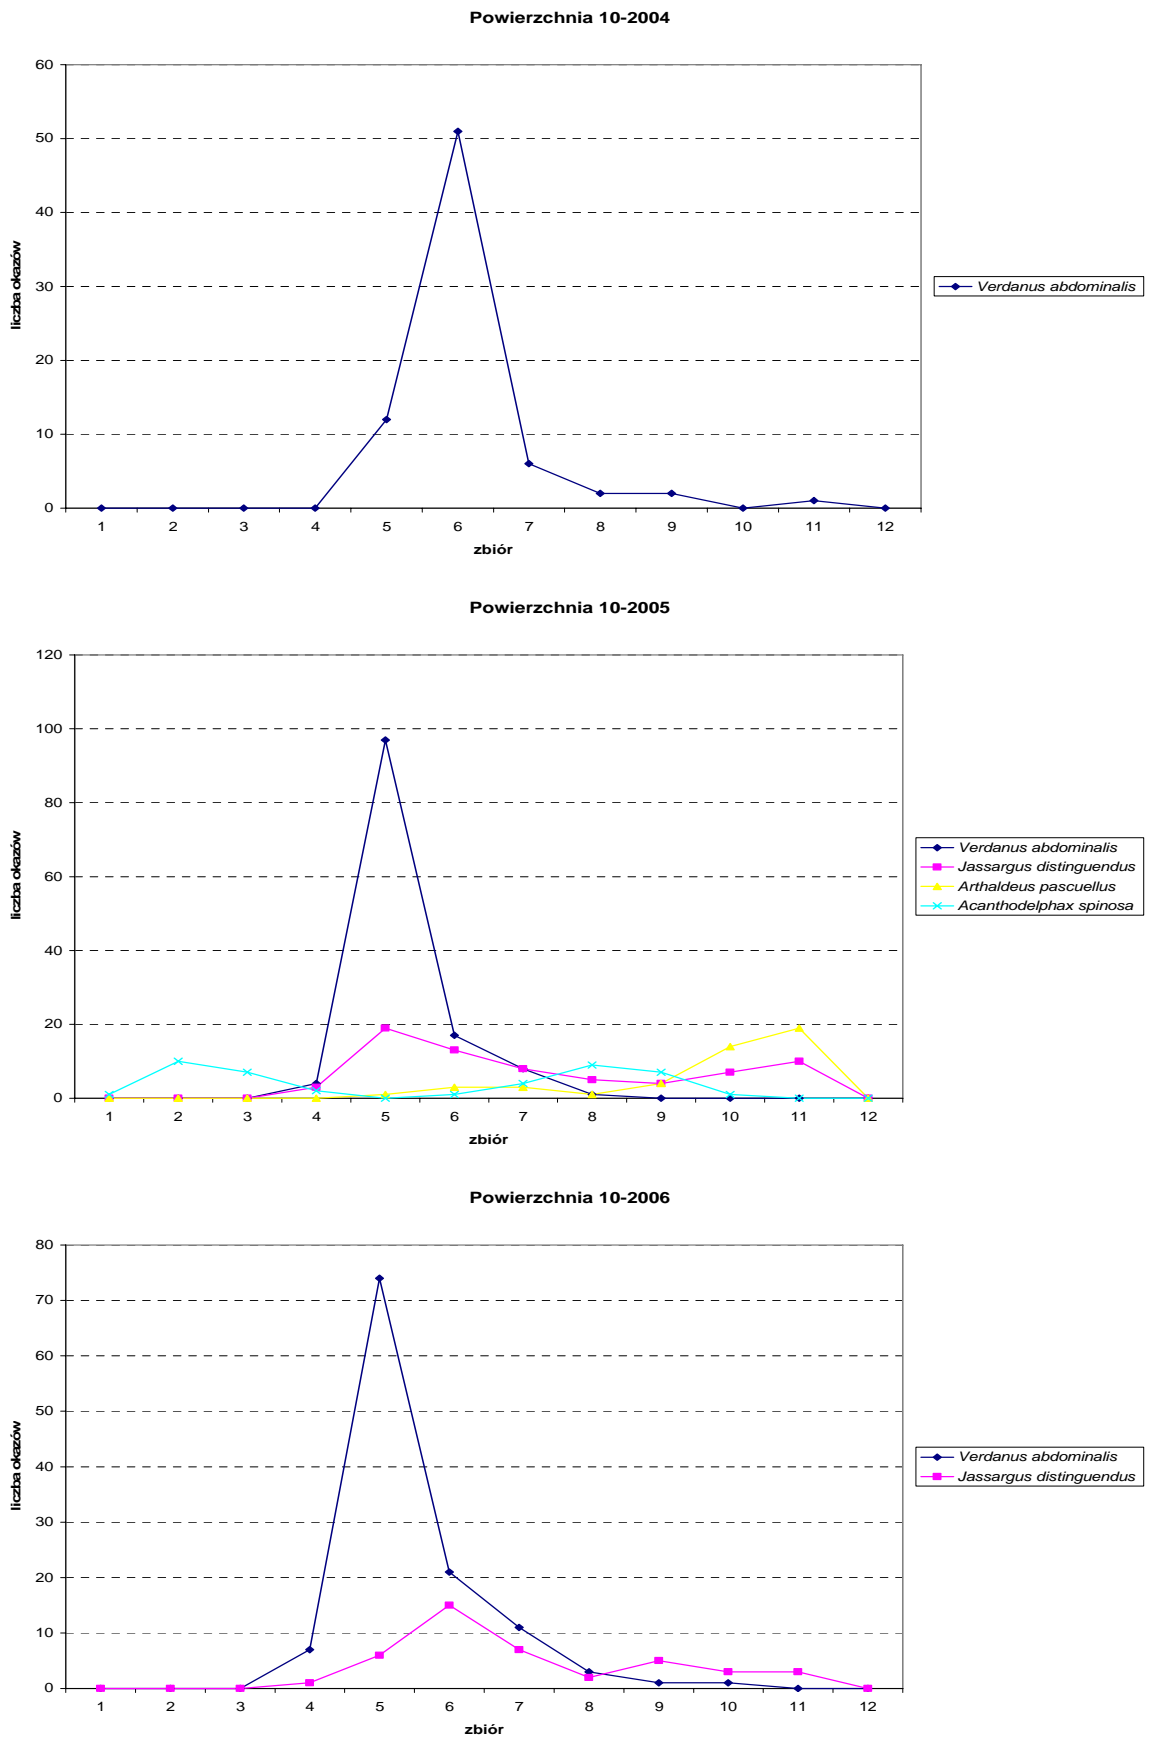 Powierzchnia 10-2004
60
50
40
30
20
10
0
liczba okazów
1 2 3 4 5 6 7 8 9 10 11 12
zbiór
Verdanus abdominalis
Powierzchnia 10-2005
120
100
80
60
40
20
0
liczba okazów
1 2 3 4 5 6 7 8 9 10 11 12
zbiór
Verdanus abdominalis
Jassargus distinguendus
Arthaldeus pascuellus
Acanthodelphax spinosa
Powierzchnia 10-2006
80
70
60
50
40
30
20
10
0
liczba okazów
1 2 3 4 5 6 7 8 9 10 11 12
zbiór
Verdanus abdominalis
Jassargus distinguendus